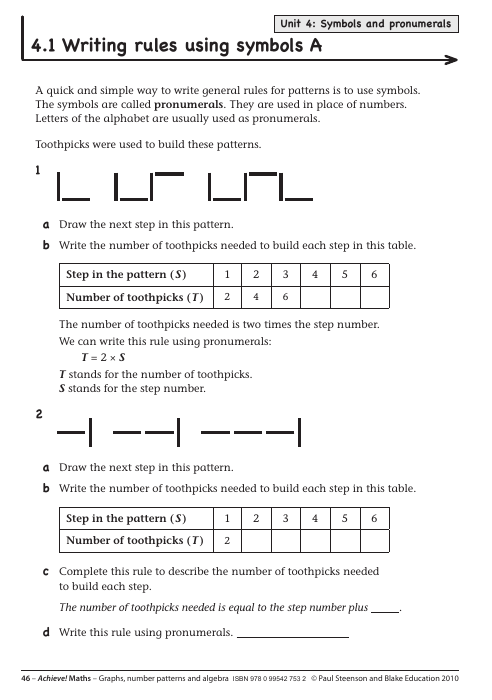 Unit 4: Symbols and pronumerals
4.1 Writing rules using symbols A
A quick and simple way to write general rules for patterns is to use symbols.
The symbols are called pronumerals. They are used in place of numbers.
Letters of the alphabet are usually used as pronumerals.
Toothpicks were used to build these patterns.
1
a Draw the next step in this pattern.
b Write the number of toothpicks needed to build each step in this table.
Step in the pattern (S) 1 2 3 4 5 6
Number of toothpicks (T) 2 4 6
The number of toothpicks needed is two times the step number.
We can write this rule using pronumerals:
T = 2 × S
T stands for the number of toothpicks.
S stands for the step number.
2
a Draw the next step in this pattern.
b Write the number of toothpicks needed to build each step in this table.
Step in the pattern (S) 1 2 3 4 5 6
Number of toothpicks (T) 2
c Complete this rule to describe the number of toothpicks needed
to build each step.
The number of toothpicks needed is equal to the step number plus _____.
d Write this rule using pronumerals. ____________________
46 – Achieve! Maths – Graphs, number patterns and algebra ISBN 978 0 99542 753 2 © Paul Steenson and Blake Education 2010